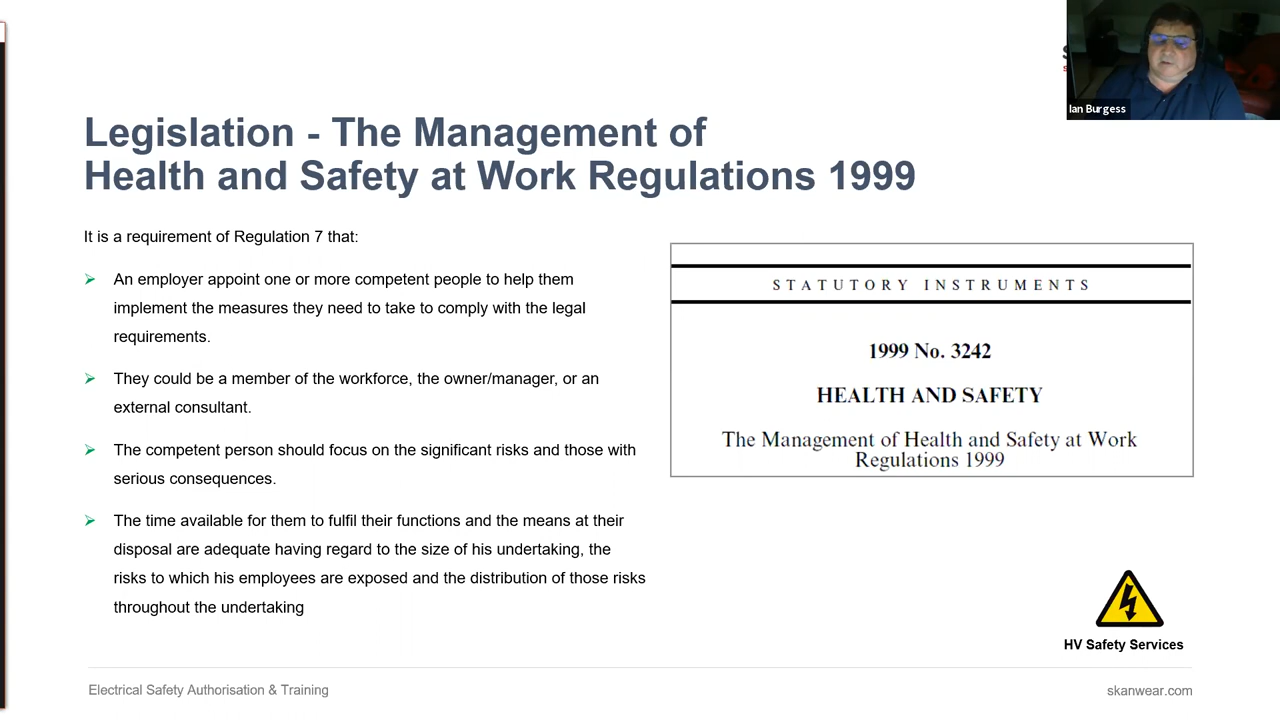 Ian Burgess
Legislation - The Management of
Health and Safety at Work Regulations 1999
It is a requirement of Regulation 7 that:
An employer appoint one or more competent people to help them
implement the measures they need to take to comply with the legal
requirements.
They could be a member of the workforce, the owner/manager, or an
external consultant.
The competent person should focus on the significant risks and those with
serious consequences.
The time available for them to fulfil their functions and the means at their
disposal are adequate having regard to the size of his undertaking, the
risks to which his employees are exposed and the distribution of those risks
throughout the undertaking
STATUTORY INSTRUMENTS
1999 No. 3242
HEALTH AND SAFETY
The Management of Health and Safety at Work
Regulations 1999
HV Safety Services
Electrical Safety Authorisation & Training
skanwear.com